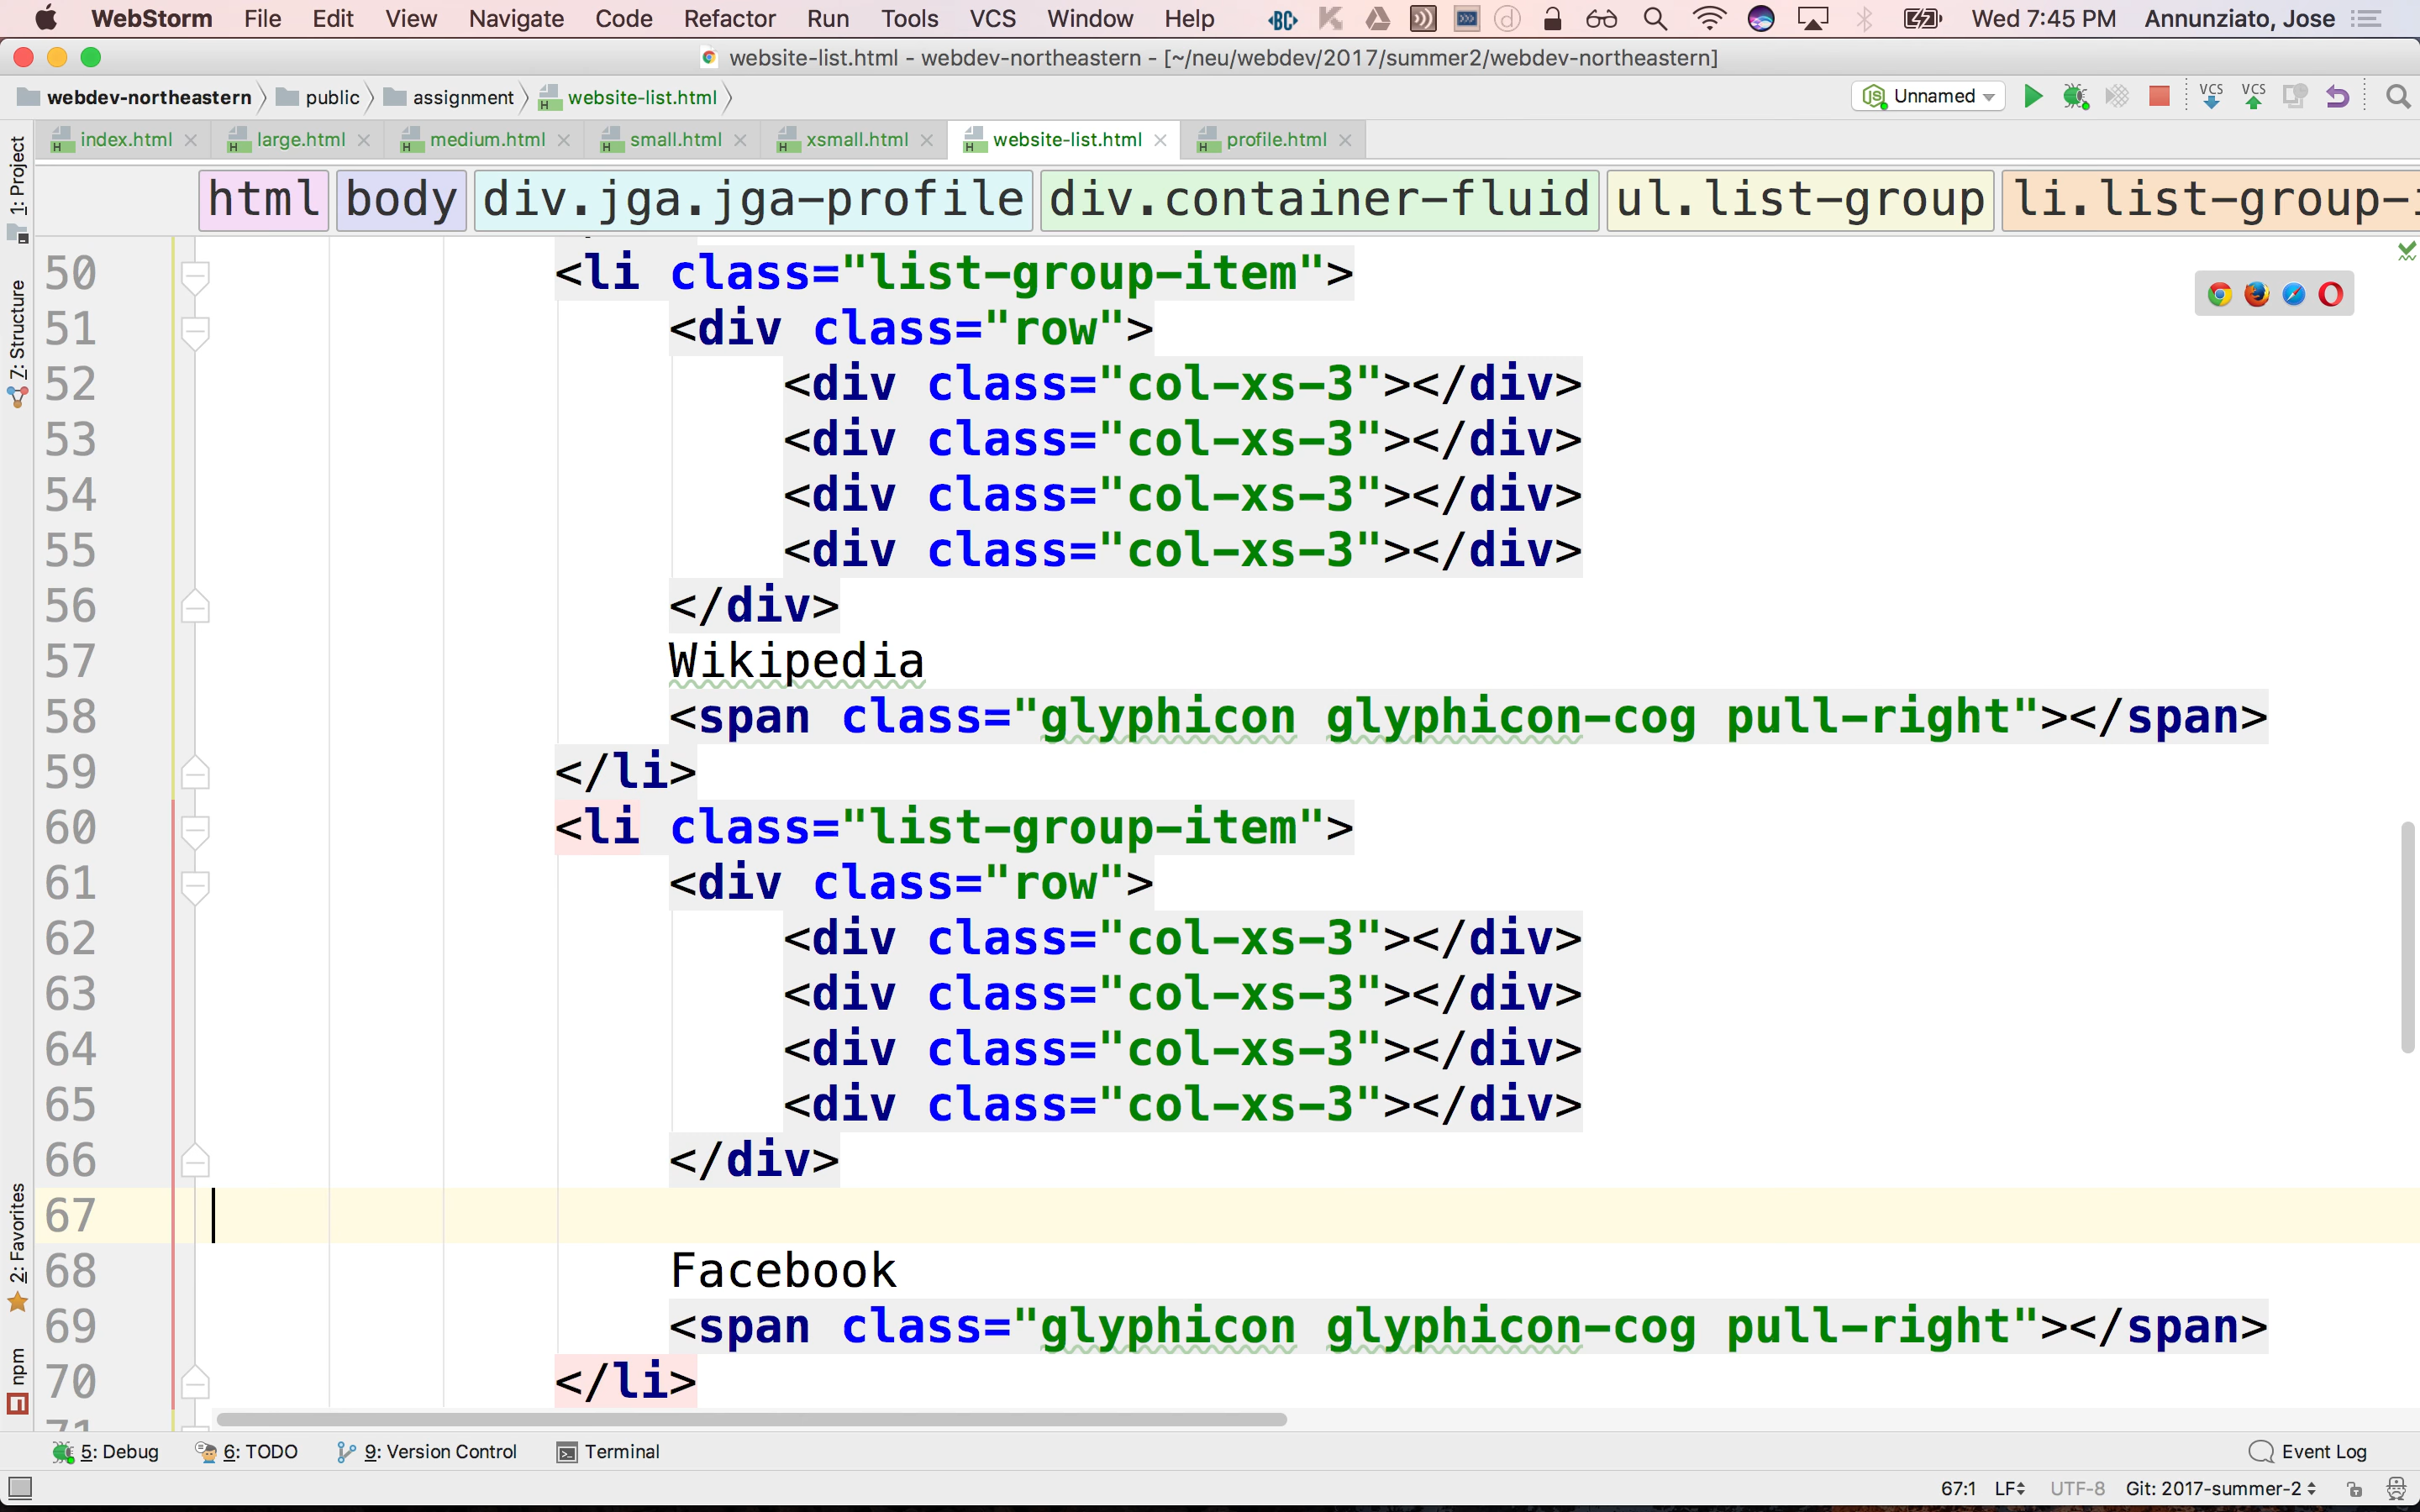 WebStorm File Edit View Navigate Code Refactor Run Tools VCS Window Help Wed 7:45 PM Annunziato, Jose
website-list.html - webdev-northeastern - [~/neu/webdev/2017/summer2/webdev-northeastern]
webdev-northeastern public assignment website-list.html Unnamed VCS VCS
index.html large.html medium.html small.html xsmall.html website-list.html profile.html
html body div.jga.jga-profile div.container-fluid ul.list-group li.list-group-i
1: Project
7: Structure
2: Favorites
npm
50 <li class="list-group-item">
51 <div class="row">
52 <div class="col-xs-3"></div>
53 <div class="col-xs-3"></div>
54 <div class="col-xs-3"></div>
55 <div class="col-xs-3"></div>
56 </div>
57 Wikipedia
58 <span class="glyphicon glyphicon-cog pull-right"></span>
59 </li>
60 <li class="list-group-item">
61 <div class="row">
62 <div class="col-xs-3"></div>
63 <div class="col-xs-3"></div>
64 <div class="col-xs-3"></div>
65 <div class="col-xs-3"></div>
66 </div>
67
68 Facebook
69 <span class="glyphicon glyphicon-cog pull-right"></span>
70 </li>
71
5: Debug 6: TODO 9: Version Control Terminal Event Log
67:1 LF UTF-8 Git: 2017-summer-2